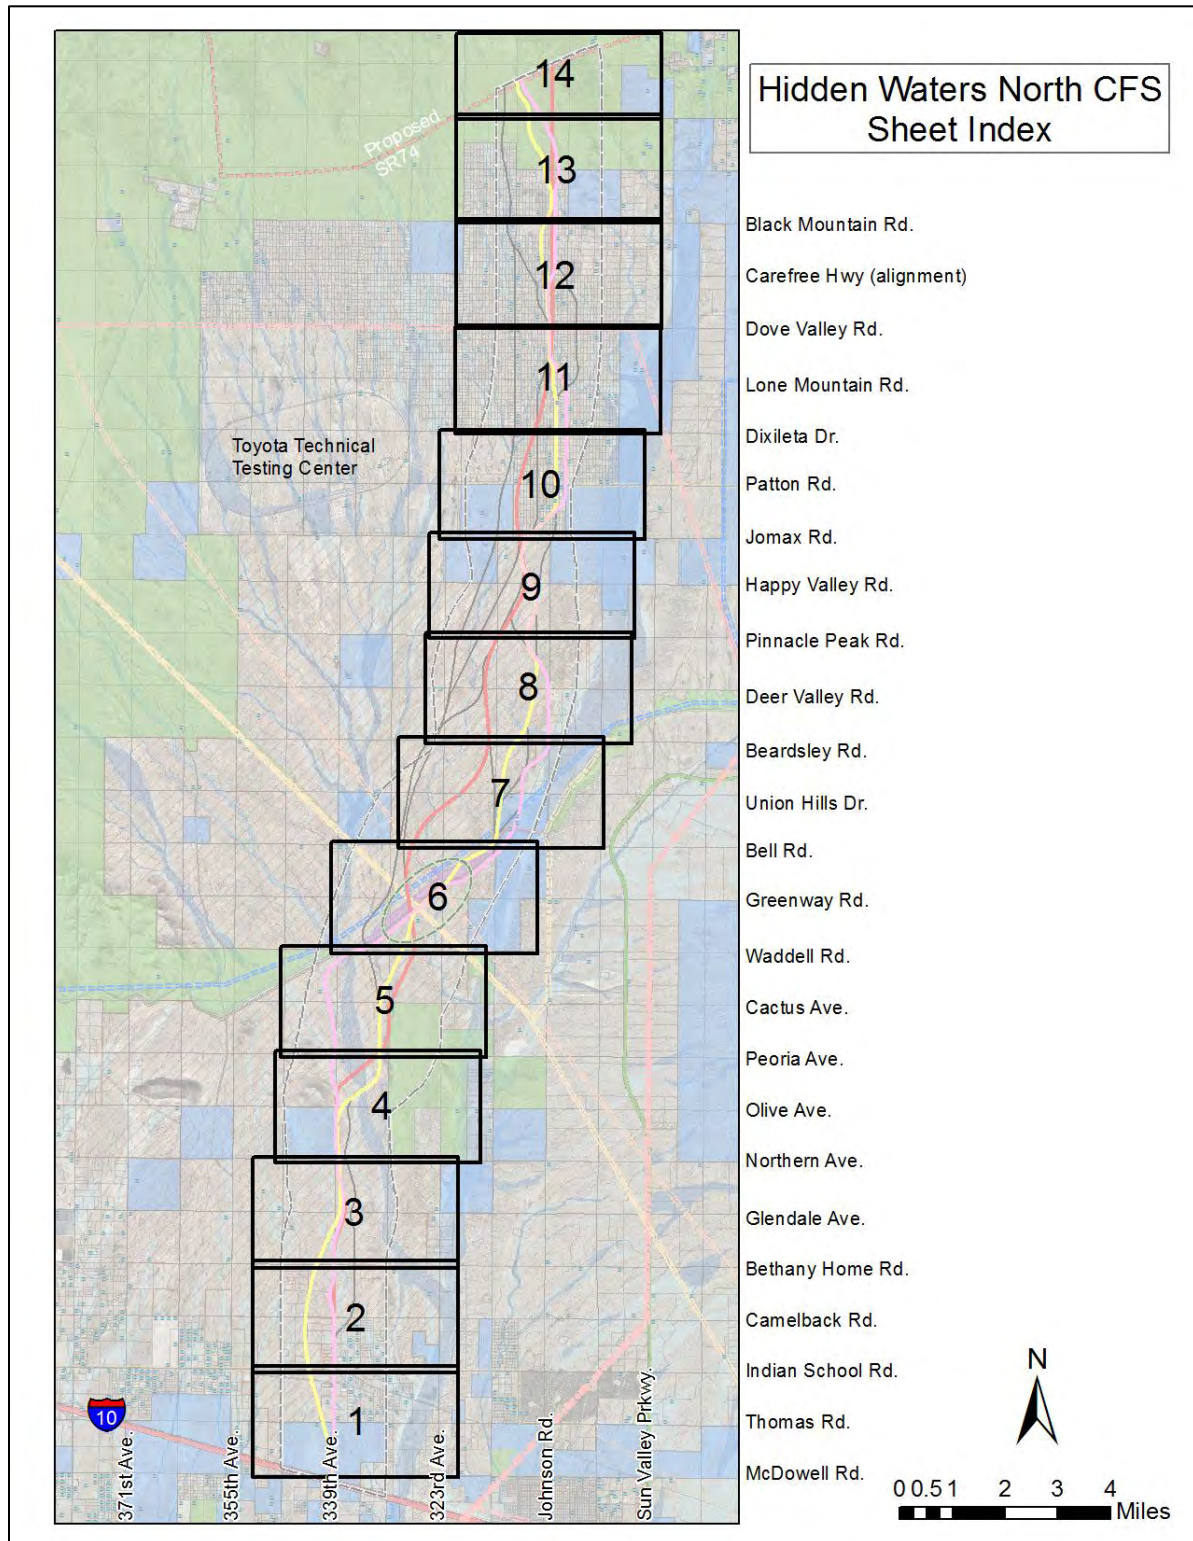 Hidden Waters North CFS
Sheet Index
14
Proposed
SR74
13
Black Mountain Rd.
12
Carefree Hwy (alignment)
Dove Valley Rd.
11
Lone Mountain Rd.
Toyota Technical
Testing Center
Dixileta Dr.
10
Patton Rd.
Jomax Rd.
9
Happy Valley Rd.
Pinnacle Peak Rd.
8
Deer Valley Rd.
Beardsley Rd.
7
Union Hills Dr.
Bell Rd.
6
Greenway Rd.
Waddell Rd.
5
Cactus Ave.
Peoria Ave.
4
Olive Ave.
Northern Ave.
3
Glendale Ave.
Bethany Home Rd.
2
Camelback Rd.
Indian School Rd.
1
Thomas Rd.
McDowell Rd.
10
371st Ave.
355th Ave.
339th Ave.
323rd Ave.
Johnson Rd.
Sun Valley Prkwy.
N
0 0.5 1 2 3 4
Miles